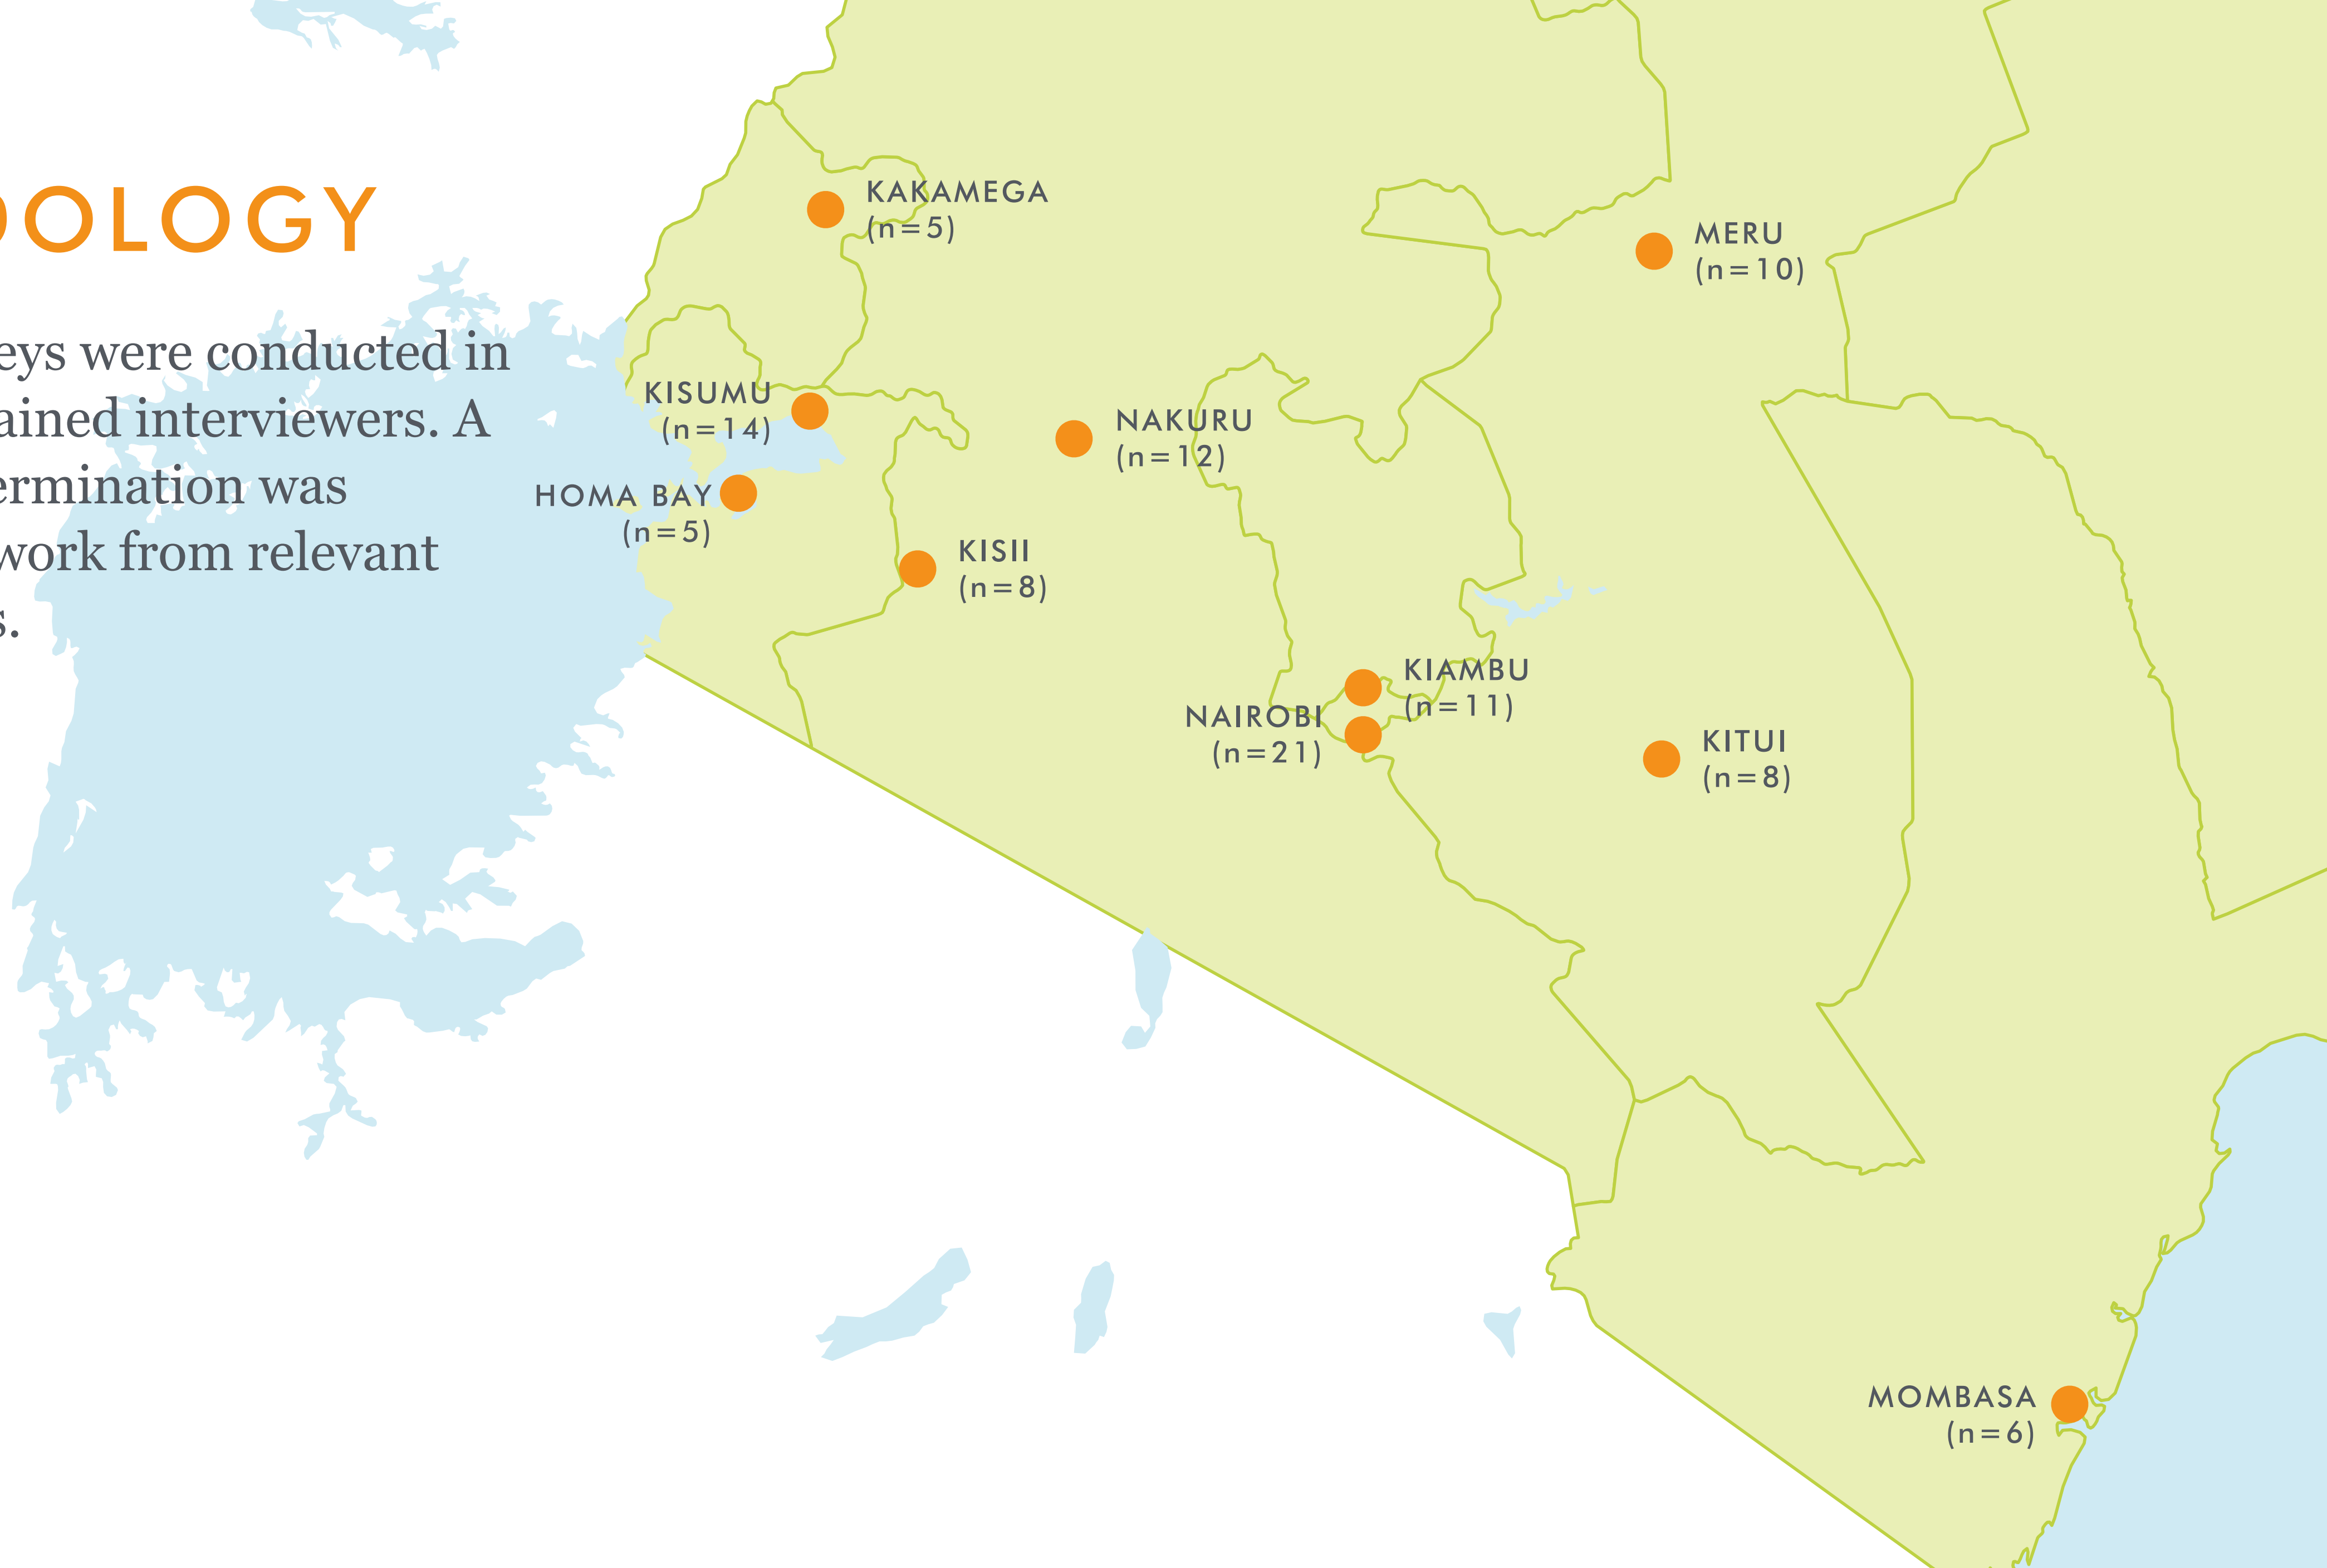 OLOGY
eys were conducted in
ained interviewers. A
ermination was
work from relevant
s.
KAKAMEGA
(n=5)
MERU
(n=10)
KISUMU
(n=14)
NAKURU
(n=12)
HOMA BAY
(n=5)
KISII
(n=8)
KIAMBU
(n=11)
NAIROBI
(n=21)
KITUI
(n=8)
MOMBASA
(n=6)